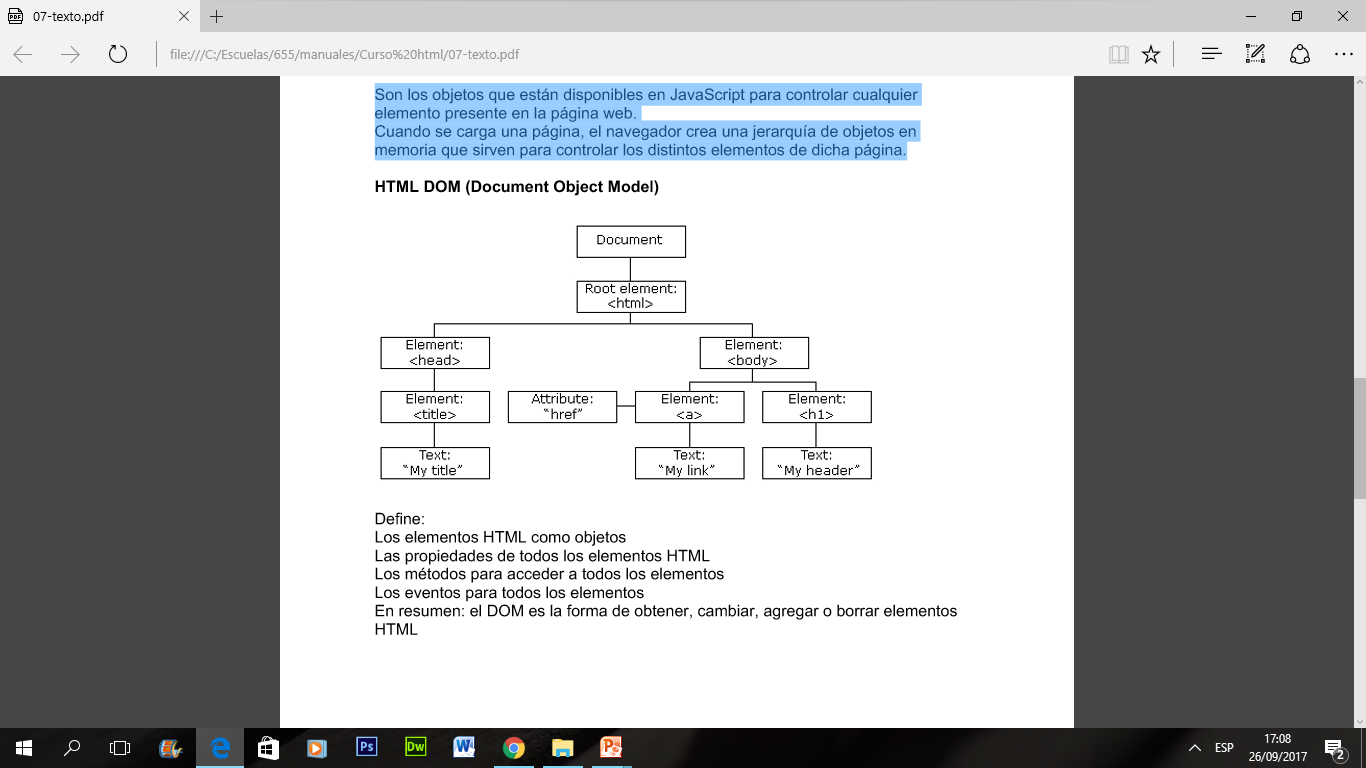 07-texto.pdf
file:///C:/Escuelas/655/manuales/Curso%20html/07-texto.pdf
Son los objetos que están disponibles en JavaScript para controlar cualquier
elemento presente en la página web.
Cuando se carga una página, el navegador crea una jerarquía de objetos en
memoria que sirven para controlar los distintos elementos de dicha página.
HTML DOM (Document Object Model)
Document
Root element:
<html>
Element:
<head>
Element:
<body>
Element:
<title>
Attribute:
"href"
Element:
<a>
Element:
<h1>
Text:
"My title"
Text:
"My link"
Text:
"My header"
Define:
Los elementos HTML como objetos
Las propiedades de todos los elementos HTML
Los métodos para acceder a todos los elementos
Los eventos para todos los elementos
En resumen: el DOM es la forma de obtener, cambiar, agregar o borrar elementos
HTML
Ps
Dw
ESP
17:08
26/09/2017
2